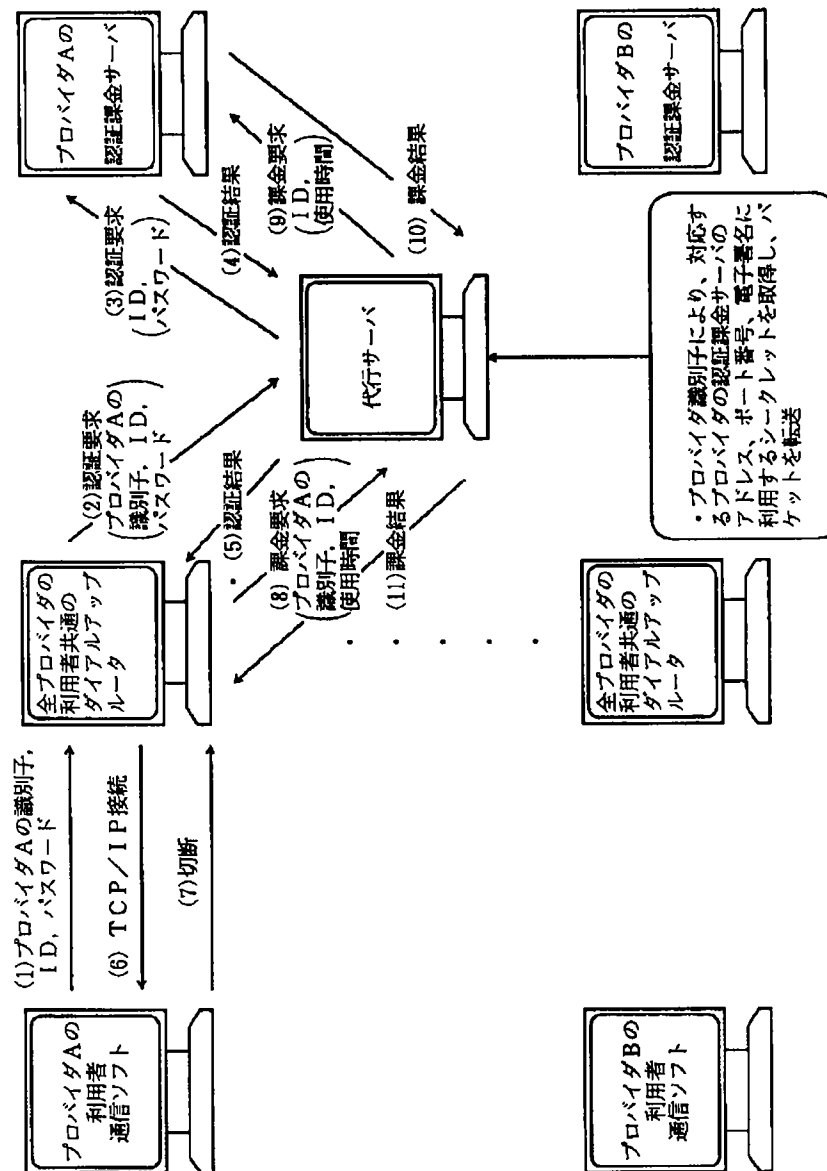 プロバイダAの
利用者
通信ソフト
(1)プロバイダAの識別子,
ID, パスワード
(6) TCP/IP接続
(7)切断
全プロバイダの
利用者共通の
ダイアルアップ
ルータ
(2)認証要求
(プロバイダAの
識別子, ID,
パスワード)
(5)認証結果
(8) 課金要求
(プロバイダAの
識別子, ID,
使用時間)
(11)課金結果
代行サーバ
(3)認証要求
(ID,
パスワード)
(4)認証結果
(9)課金要求
(ID,
使用時間)
(10) 課金結果
プロバイダAの
認証課金サーバ
プロバイダBの
利用者
通信ソフト
全プロバイダの
利用者共通の
ダイアルアップ
ルータ
・プロバイダ識別子により、対応す
るプロバイダの認証課金サーバの
アドレス、ポート番号、電子署名に
利用するシークレットを取得し、パ
ケットを転送
プロバイダBの
認証課金サーバ